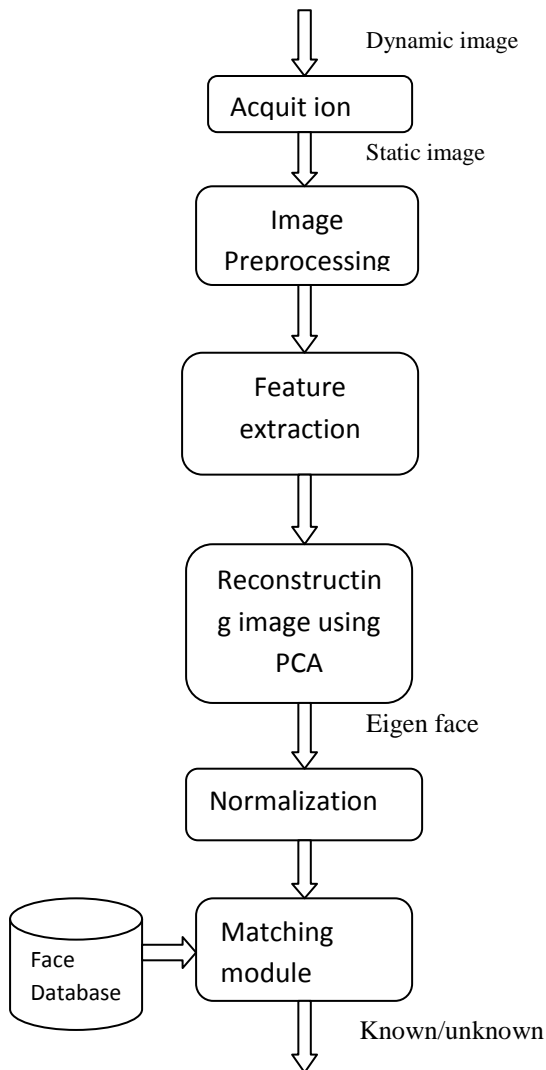 Dynamic image
Acquit ion
Static image
Image
Preprocessing
Feature
extraction
Reconstructin
g image using
PCA
Eigen face
Normalization
Face
Database
Matching
module
Known/unknown